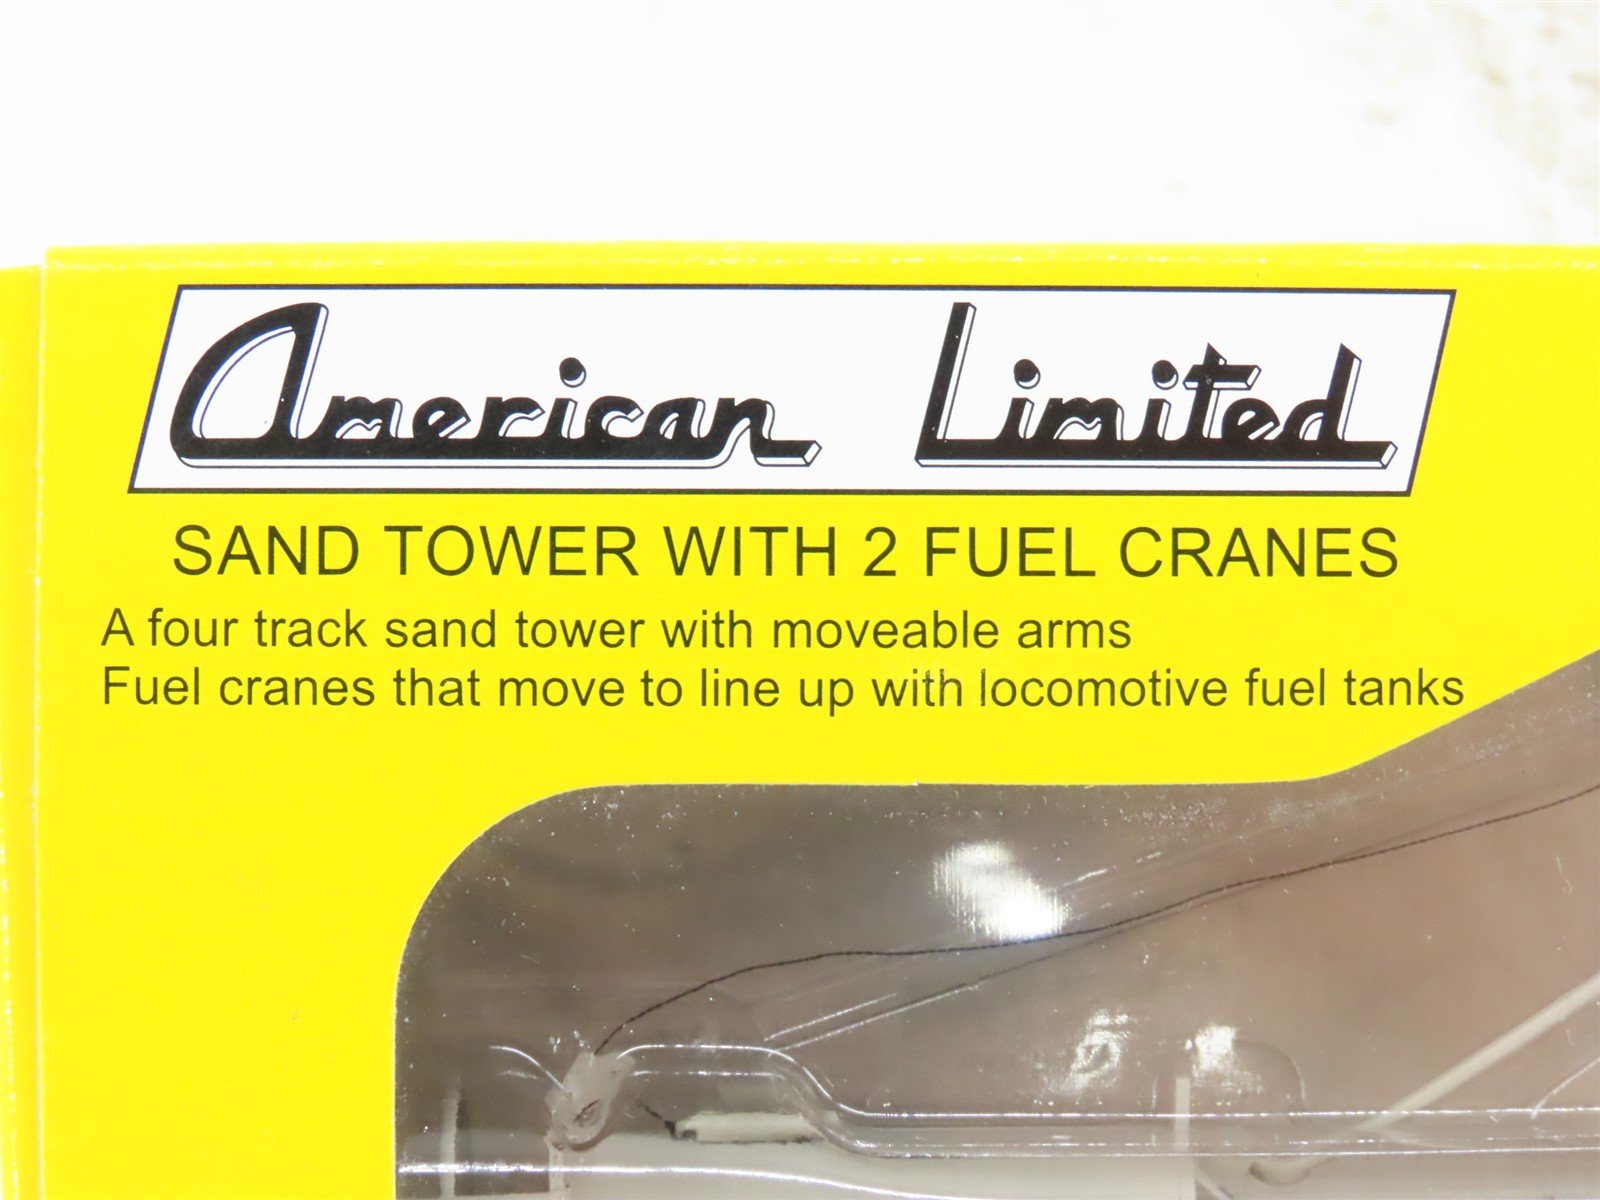 American Limited
SAND TOWER WITH 2 FUEL CRANES
A four track sand tower with moveable arms
Fuel cranes that move to line up with locomotive fuel tanks